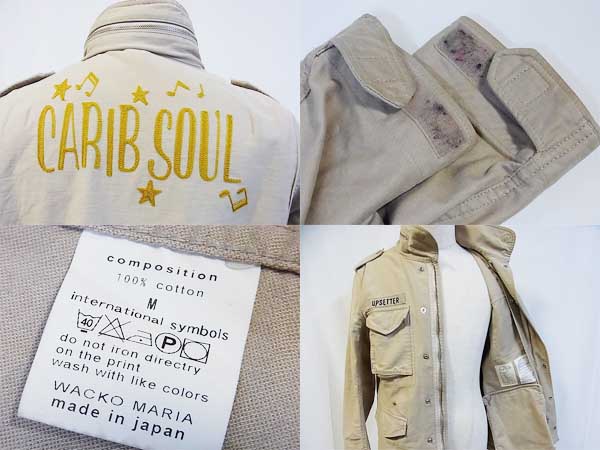 CARIB SOUL
composition
100% cotton
M
international symbols
40 P
do not iron directry
on the print
wash with like colors
WACKO MARIA
made in japan
UPSETTER